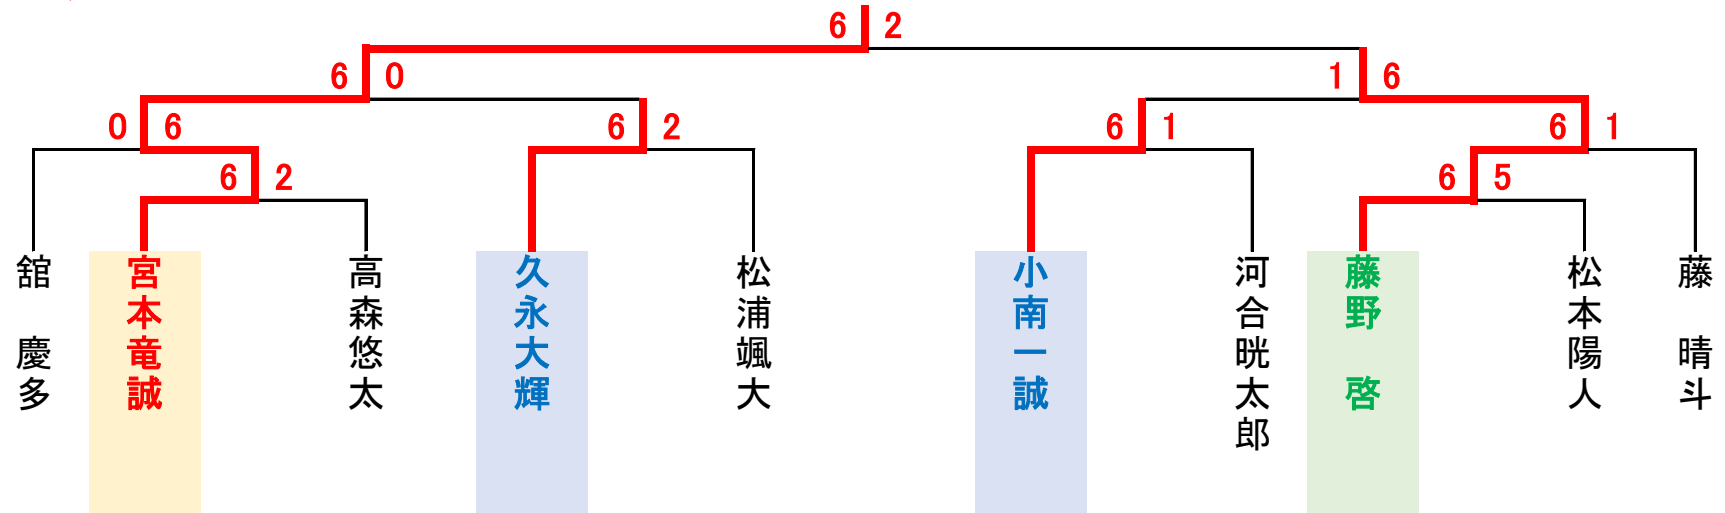 6 2
6 0 1 6
0 6 6 2 6 1 6 1
6 2 6 5
舘 慶多
宮本竜誠
高森悠太
久永大輝
松浦颯大
小南一誠
河合晄太郎
藤野 啓
松本陽人
藤 晴斗